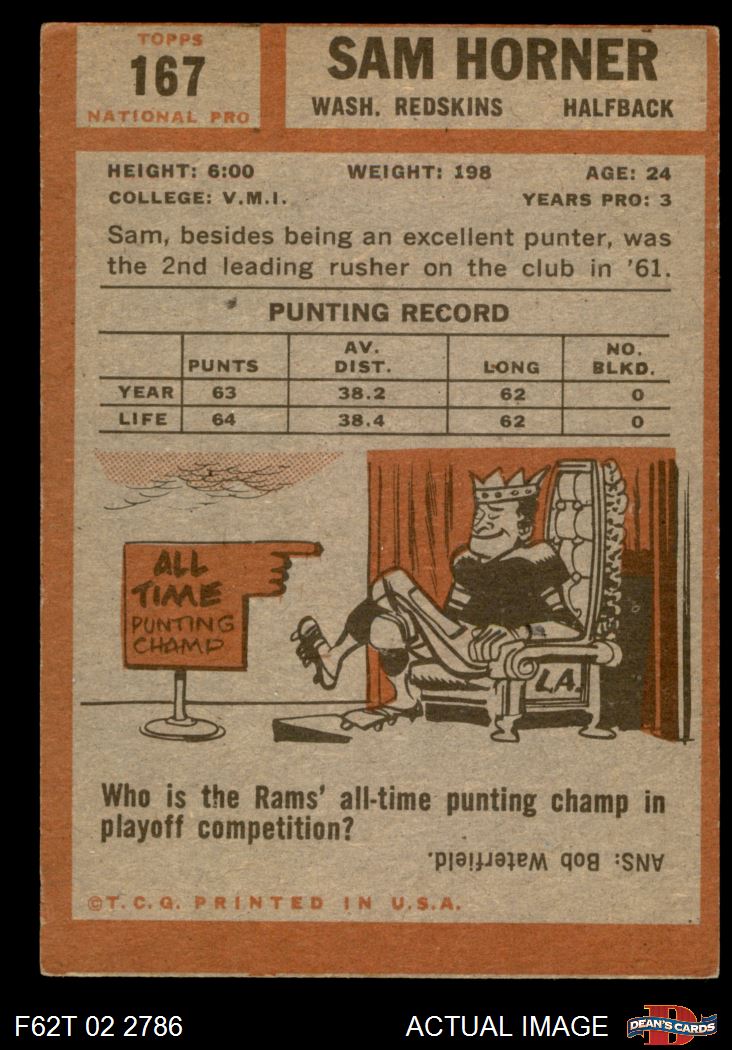 TOPPS
167
NATIONAL PRO
SAM HORNER
WASH. REDSKINS HALFBACK
HEIGHT: 6:00 WEIGHT: 198 AGE: 24
COLLEGE: V.M.I. YEARS PRO: 3
Sam, besides being an excellent punter, was
the 2nd leading rusher on the club in '61.
PUNTING RECORD
PUNTS AV. DIST. LONG NO. BLKD.
YEAR 63 38.2 62 0
LIFE 64 38.4 62 0
ALL
TIME
PUNTING
CHAMP
L.A.
Who is the Rams' all-time punting champ in
playoff competition?
ANS: Bob Waterfield.
©T.C.G. PRINTED IN U.S.A.
F62T 02 2786 ACTUAL IMAGE
DEAN'S CARDS